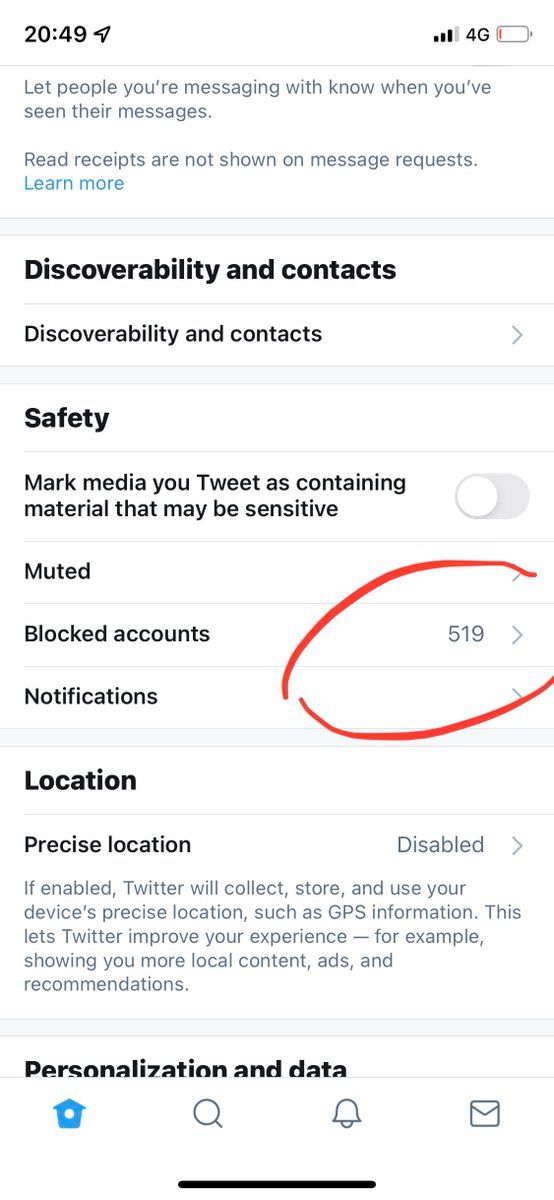 20:49
4G
Let people you’re messaging with know when you’ve
seen their messages.
Read receipts are not shown on message requests.
Learn more
Discoverability and contacts
Discoverability and contacts
Safety
Mark media you Tweet as containing
material that may be sensitive
Muted
Blocked accounts 519
Notifications
Location
Precise location Disabled
If enabled, Twitter will collect, store, and use your
device’s precise location, such as GPS information. This
lets Twitter improve your experience — for example,
showing you more local content, ads, and
recommendations.
Personalization and data